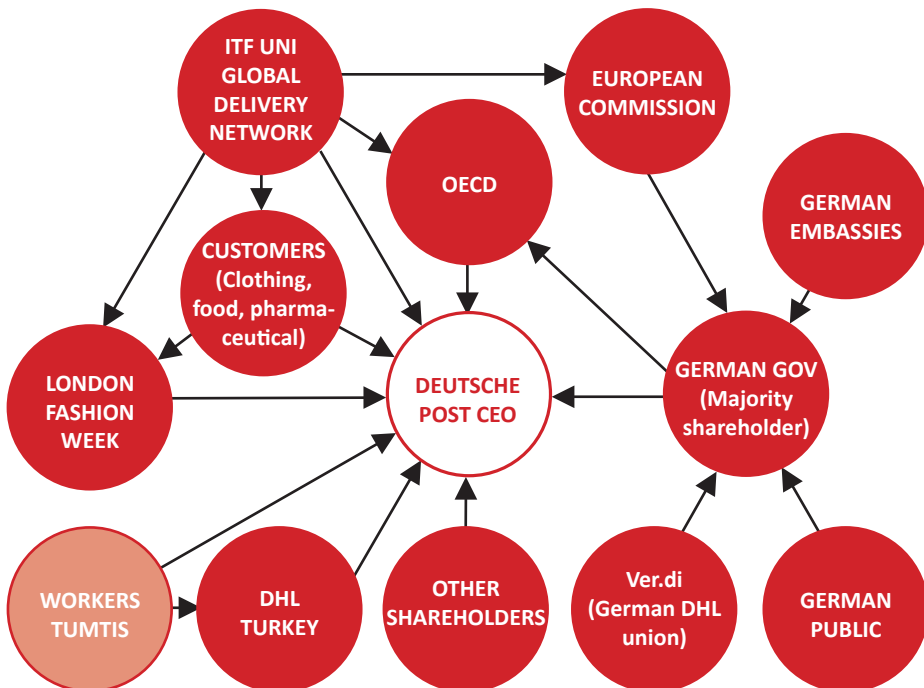 ITF UNI
GLOBAL
DELIVERY
NETWORK
EUROPEAN
COMMISSION
OECD
GERMAN
EMBASSIES
CUSTOMERS
(Clothing,
food, pharma-
ceutical)
LONDON
FASHION
WEEK
DEUTSCHE
POST CEO
GERMAN GOV
(Majority
shareholder)
WORKERS
TUMTIS
DHL
TURKEY
OTHER
SHAREHOLDERS
Ver.di
(German DHL
union)
GERMAN
PUBLIC